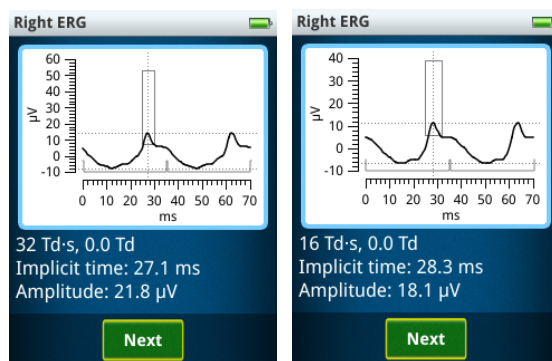 Right ERG
60
50
40
30
20
10
0
-10
µV
0 10 20 30 40 50 60 70
ms
32 Td·s, 0.0 Td
Implicit time: 27.1 ms
Amplitude: 21.8 µV
Next
Right ERG
40
30
20
10
0
-10
µV
0 10 20 30 40 50 60 70
ms
16 Td·s, 0.0 Td
Implicit time: 28.3 ms
Amplitude: 18.1 µV
Next